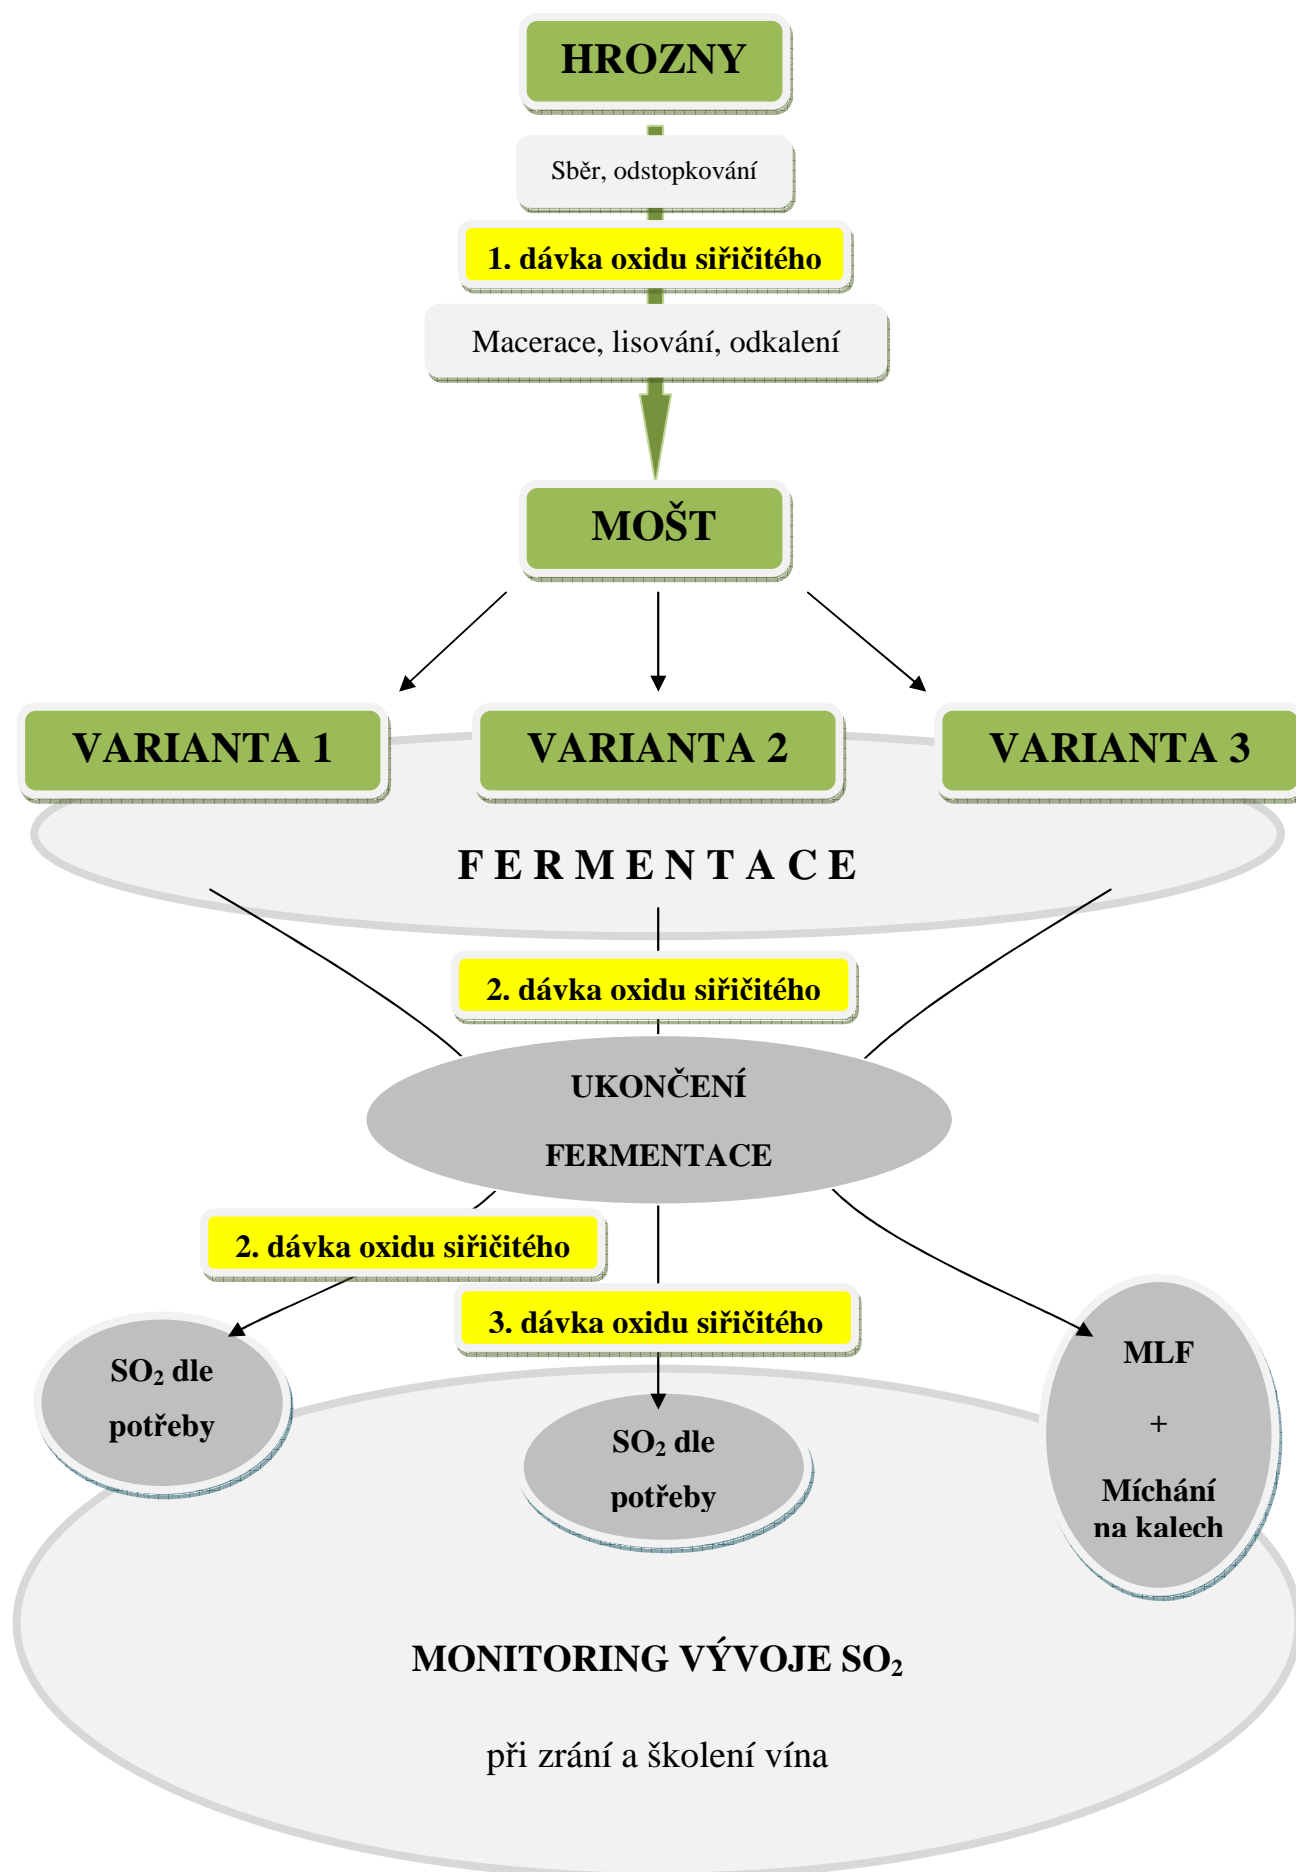 HROZNY
Sběr, odstopkování
1. dávka oxidu siřičitého
Macerace, lisování, odkalení
MOŠT
VARIANTA 1
VARIANTA 2
VARIANTA 3
F E R M E N T A C E
2. dávka oxidu siřičitého
UKONČENÍ
FERMENTACE
2. dávka oxidu siřičitého
3. dávka oxidu siřičitého
SO₂ dle
potřeby
SO₂ dle
potřeby
MLF
+
Míchání
na kalech
MONITORING VÝVOJE SO₂
při zrání a školení vína